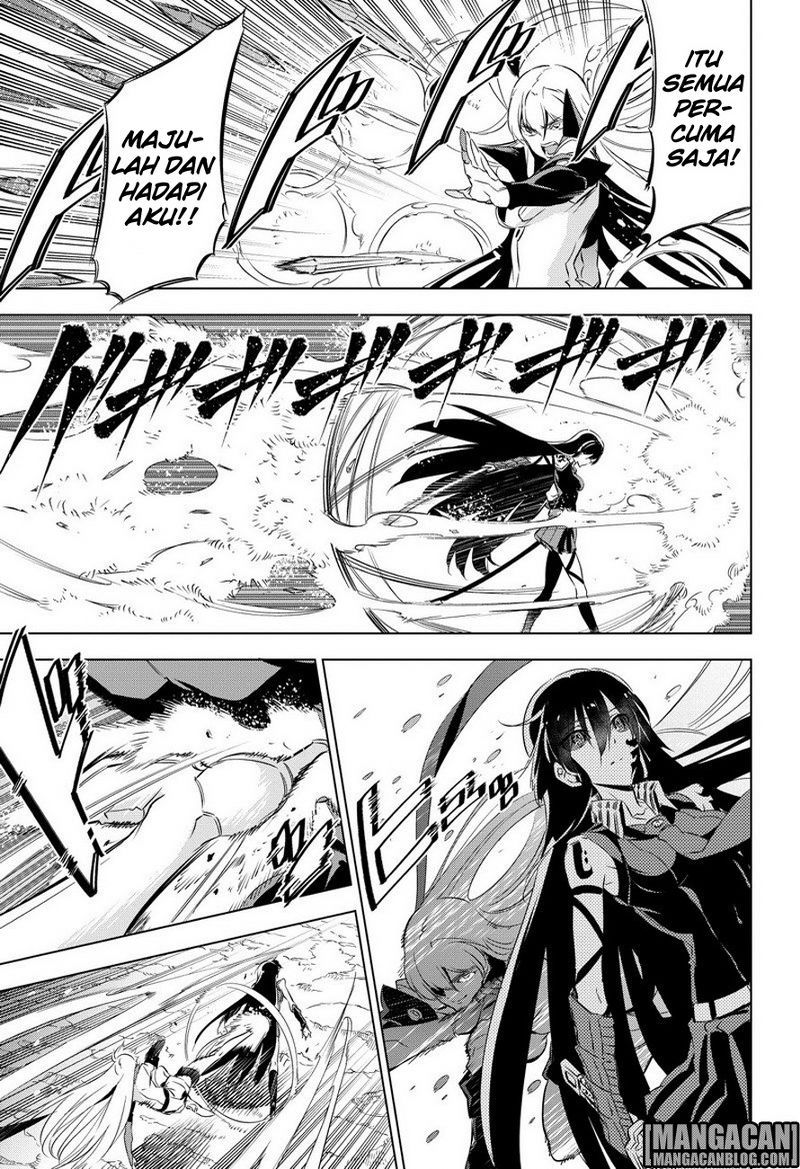 ITU
SEMUA
PER-
CUMA
SAJA!
MAJU-
LAH DAN
HADAPI
AKU!!
[MANGACAN]
MANGACANBLOG.COM